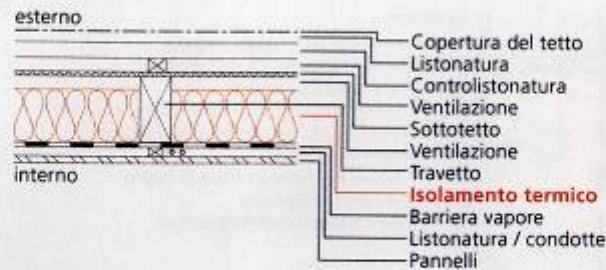 esterno
Copertura del tetto
Listonatura
Controlistonatura
Ventilazione
Sottotetto
Ventilazione
Travetto
Isolamento termico
Barriera vapore
Listonatura / condotte
Pannelli
interno